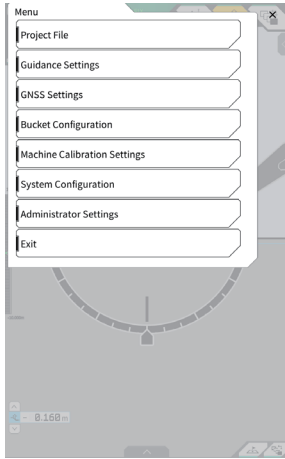 Menu
Project File
Guidance Settings
GNSS Settings
Bucket Configuration
Machine Calibration Settings
System Configuration
Administrator Settings
Exit
- 0.160 m